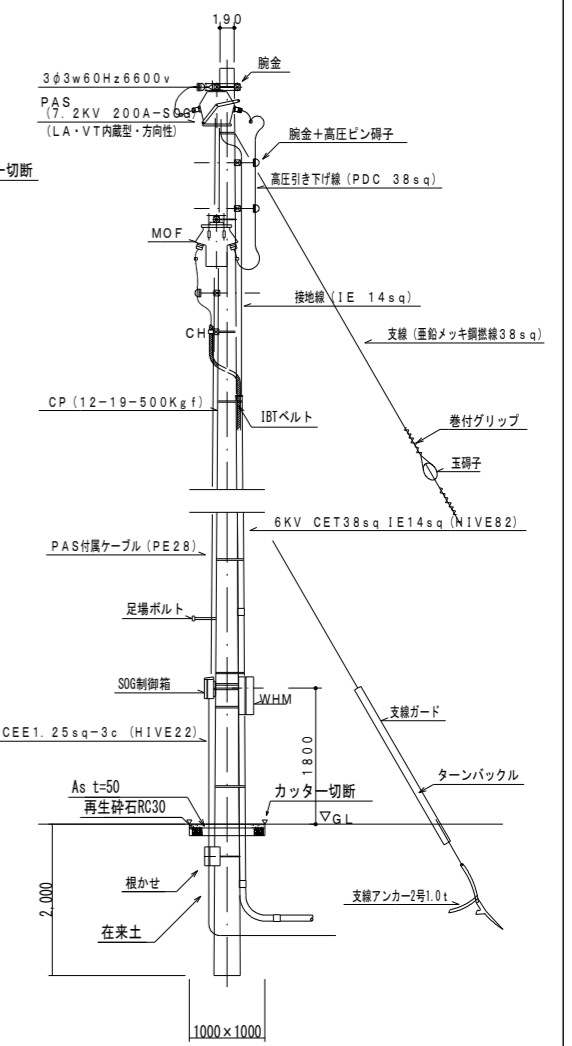 190
腕金
3φ3w60Hz6600v
PAS
(7.2KV 200A-SOG)
(LA・VT内蔵型・方向性)
腕金+高圧ピン碍子
ー切断
高圧引き下げ線(PDC 38sq)
MOF
接地線(IE 14sq)
CH
支線(亜鉛メッキ鋼撚線38sq)
CP(12-19-500Kgf)
IBTベルト
巻付グリップ
玉碍子
6KV CET38sq IE14sq(HIVE82)
PAS付属ケーブル(PE28)
足場ボルト
SOG制御箱
WHM
支線ガード
CEE1.25sq-3c (HIVE22)
1800
ターンバックル
As t=50
カッター切断
再生砕石RC30
▽GL
根かせ
2,000
支線アンカー2号1.0t
在来土
1000×1000